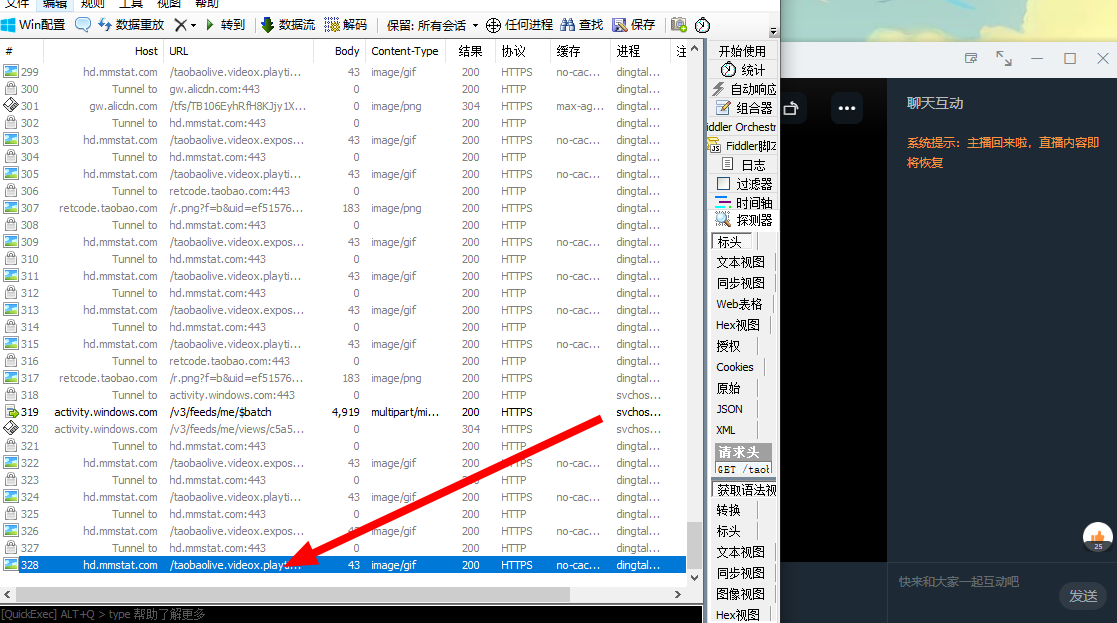 文件 编辑 规则 工具 视图 帮助
Win配置 数据重放 转到 数据流 解码 保留: 所有会话 任何进程 查找 保存
# Host URL Body Content-Type 结果 协议 缓存 进程 注
299 hd.mmstat.com /taobaolive.videox.playti... 43 image/gif 200 HTTPS no-cac... dingtal...
300 Tunnel to gw.alicdn.com:443 0 200 HTTP dingtal...
301 gw.alicdn.com /tfs/TB106EyhRfH8KJjy1X... 0 image/png 304 HTTPS max-ag... dingtal...
302 Tunnel to hd.mmstat.com:443 0 200 HTTP dingtal...
303 hd.mmstat.com /taobaolive.videox.expos... 43 image/gif 200 HTTPS no-cac... dingtal...
304 Tunnel to hd.mmstat.com:443 0 200 HTTP dingtal...
305 hd.mmstat.com /taobaolive.videox.playti... 43 image/gif 200 HTTPS no-cac... dingtal...
306 Tunnel to retcode.taobao.com:443 0 200 HTTP dingtal...
307 retcode.taobao.com /r.png?f=b&uid=ef51576... 183 image/png 200 HTTPS dingtal...
308 Tunnel to hd.mmstat.com:443 0 200 HTTP dingtal...
309 hd.mmstat.com /taobaolive.videox.expos... 43 image/gif 200 HTTPS no-cac... dingtal...
310 Tunnel to hd.mmstat.com:443 0 200 HTTP dingtal...
311 hd.mmstat.com /taobaolive.videox.playti... 43 image/gif 200 HTTPS no-cac... dingtal...
312 Tunnel to hd.mmstat.com:443 0 200 HTTP dingtal...
313 hd.mmstat.com /taobaolive.videox.expos... 43 image/gif 200 HTTPS no-cac... dingtal...
314 Tunnel to hd.mmstat.com:443 0 200 HTTP dingtal...
315 hd.mmstat.com /taobaolive.videox.playti... 43 image/gif 200 HTTPS no-cac... dingtal...
316 Tunnel to retcode.taobao.com:443 0 200 HTTP dingtal...
317 retcode.taobao.com /r.png?f=b&uid=ef51576... 183 image/png 200 HTTPS dingtal...
318 Tunnel to activity.windows.com:443 0 200 HTTP svchos...
319 activity.windows.com /v3/feeds/me/$batch 4,919 multipart/mi... 200 HTTPS svchos...
320 activity.windows.com /v3/feeds/me/views/c5a5... 0 304 HTTPS svchos...
321 Tunnel to hd.mmstat.com:443 0 200 HTTP dingtal...
322 hd.mmstat.com /taobaolive.videox.playti... 43 image/gif 200 HTTPS no-cac... dingtal...
323 Tunnel to hd.mmstat.com:443 0 HTTP dingtal...
324 hd.mmstat.com /taobaolive.videox.playti... 43 image/gif 200 HTTPS no-cac... dingtal...
325 Tunnel to hd.mmstat.com:443 0 200 HTTP dingtal...
326 hd.mmstat.com /taobaolive.videox.expos... image/gif 200 HTTPS no-cac... dingtal...
327 Tunnel to hd.mmstat.com:443 0 200 HTTP dingtal...
328 hd.mmstat.com /taobaolive.videox.playti... 43 image/gif 200 HTTPS no-cac... dingtal...
[QuickExec] ALT+Q > type 帮助了解更多
开始使用
统计
自动响应
组合器
iddler Orchestr
Fiddler脚本
日志
过滤器
时间轴
探测器
标头
文本视图
同步视图
Web表格
Hex视图
授权
Cookies
原始
JSON
XML
请求头
GET /taob
获取语法视
转换
标头
文本视图
同步视图
图像视图
Hex视图
聊天互动
系统提示：主播回来啦，直播内容即
将恢复
25
快来和大家一起互动吧
发送